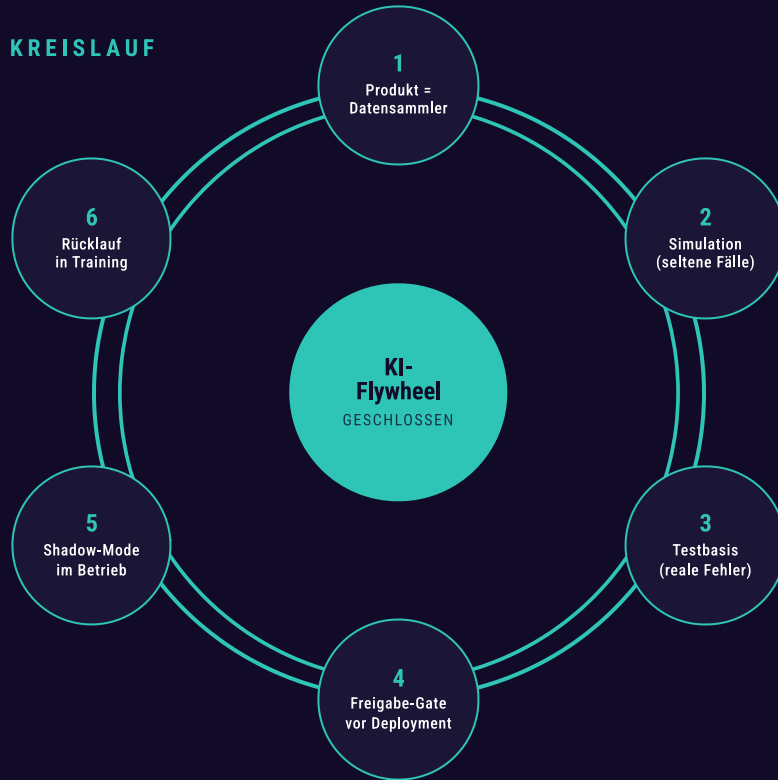 KREISLAUF
1
Produkt =
Datensammler
2
Simulation
(seltene Fälle)
3
Testbasis
(reale Fehler)
4
Freigabe-Gate
vor Deployment
5
Shadow-Mode
im Betrieb
6
Rücklauf
in Training
KI-
Flywheel
GESCHLOSSEN